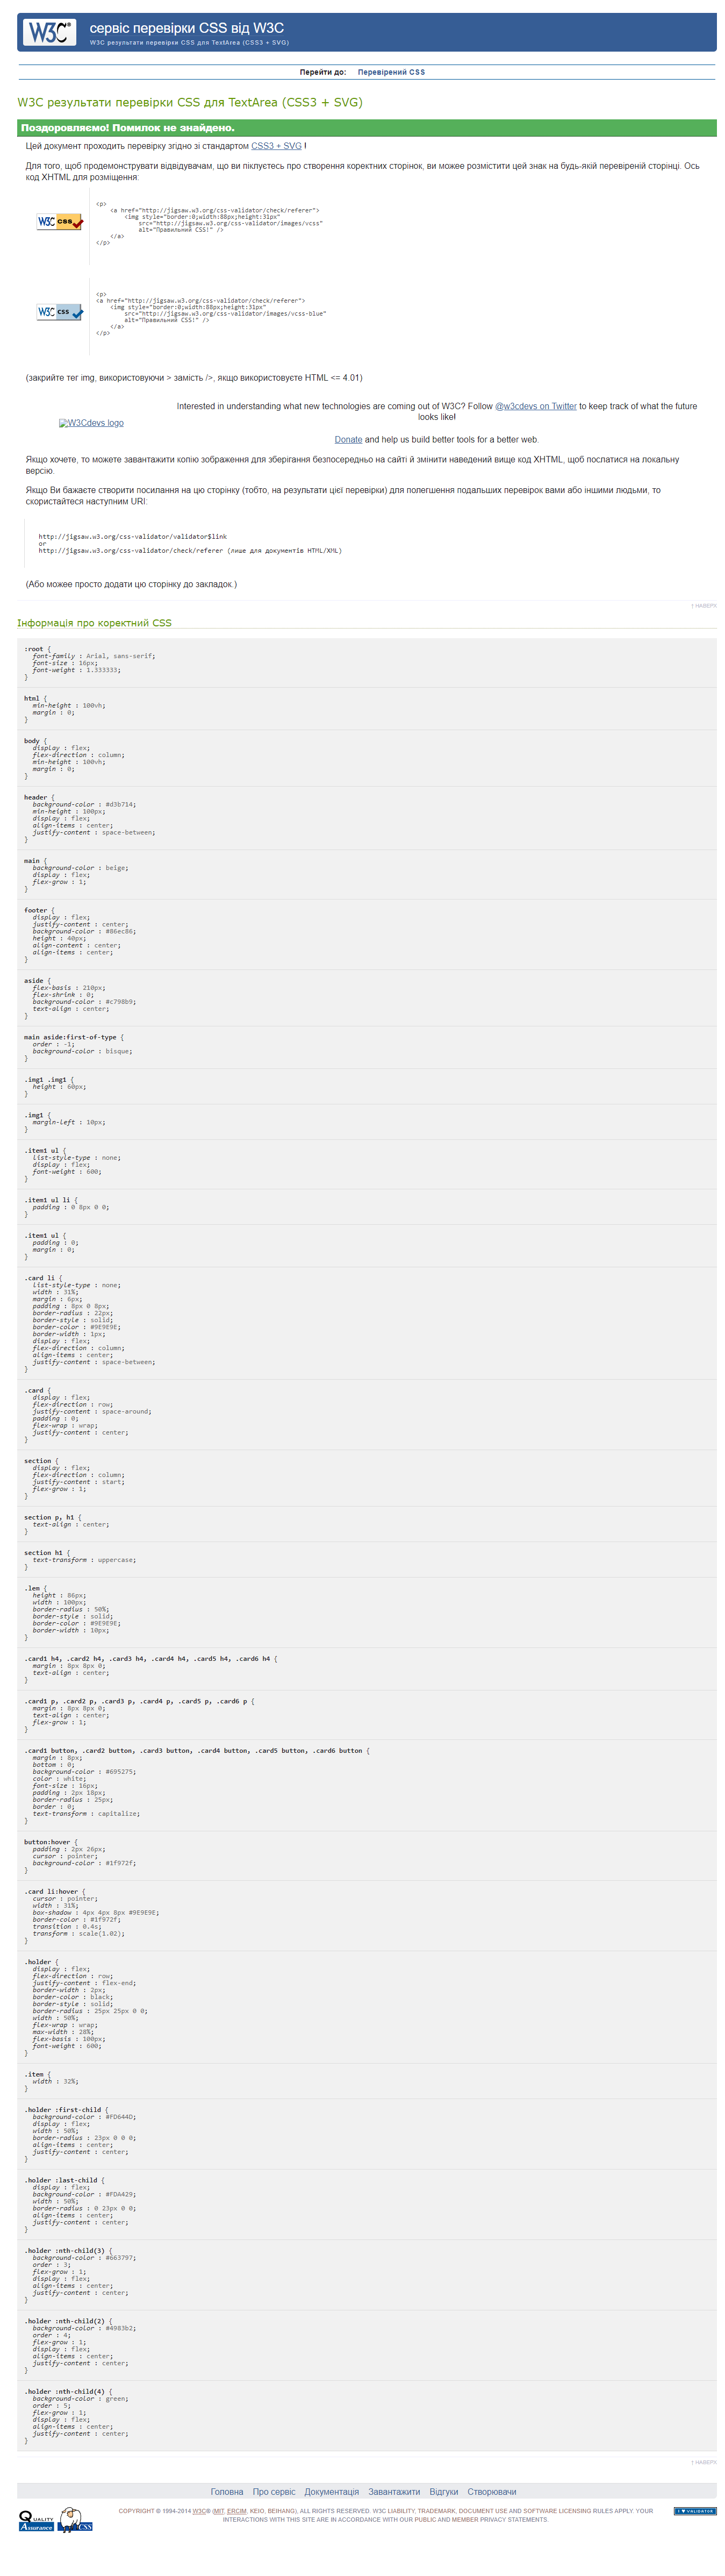 W3C®
сервіс перевірки CSS від W3C
W3C результати перевірки CSS для TextArea (CSS3 + SVG)
Перейти до: Перевірений CSS
W3C результати перевірки CSS для TextArea (CSS3 + SVG)
Поздоровляємо! Помилок не знайдено.
Цей документ проходить перевірку згідно зі стандартом CSS3 + SVG !
Для того, щоб продемонструвати відвідувачам, що ви піклуєтесь про створення коректних сторінок, ви можее розмістити цей знак на будь-якій перевіреній сторінці. Ось
код XHTML для розміщення:
W3C css
<p>
<a href="http://jigsaw.w3.org/css-validator/check/referer">
<img style="border:0;width:88px;height:31px"
src="http://jigsaw.w3.org/css-validator/images/vcss"
alt="Правильний CSS!" />
</a>
</p>
W3C css
<p>
<a href="http://jigsaw.w3.org/css-validator/check/referer">
<img style="border:0;width:88px;height:31px"
src="http://jigsaw.w3.org/css-validator/images/vcss-blue"
alt="Правильний CSS!" />
</a>
</p>
(закрийте тег img, використовуючи > замість />, якщо використовуєте HTML <= 4.01)
W3Cdevs logo
Interested in understanding what new technologies are coming out of W3C? Follow @w3cdevs on Twitter to keep track of what the future
looks like!
Donate and help us build better tools for a better web.
Якщо хочете, то можете завантажити копію зображення для зберігання безпосередньо на сайті й змінити наведений вище код XHTML, щоб послатися на локальну
версію.
Якщо Ви бажаєте створити посилання на цю сторінку (тобто, на результати цієї перевірки) для полегшення подальших перевірок вами або іншими людьми, то
скористайтеся наступним URI:
http://jigsaw.w3.org/css-validator/validator$link
or
http://jigsaw.w3.org/css-validator/check/referer (лише для документів HTML/XML)
(Або можее просто додати цю сторінку до закладок.)
↑ НАВЕРХ
Інформація про коректний CSS
:root {
font-family : Arial, sans-serif;
font-size : 16px;
font-weight : 1.333333;
}
html {
min-height : 100vh;
margin : 0;
}
body {
display : flex;
flex-direction : column;
min-height : 100vh;
margin : 0;
}
header {
background-color : #d3b714;
min-height : 100px;
display : flex;
align-items : center;
justify-content : space-between;
}
main {
background-color : beige;
display : flex;
flex-grow : 1;
}
footer {
display : flex;
justify-content : center;
background-color : #86ec86;
height : 40px;
align-content : center;
align-items : center;
}
aside {
flex-basis : 210px;
flex-shrink : 0;
background-color : #c798b9;
text-align : center;
}
main aside:first-of-type {
order : -1;
background-color : bisque;
}
.img1 .img1 {
height : 60px;
}
.img1 {
margin-left : 10px;
}
.item1 ul {
list-style-type : none;
display : flex;
font-weight : 600;
}
.item1 ul li {
padding : 0 8px 0 0;
}
.item1 ul {
padding : 0;
margin : 0;
}
.card li {
list-style-type : none;
width : 31%;
margin : 6px;
padding : 8px 0 8px;
border-radius : 22px;
border-style : solid;
border-color : #9E9E9E;
border-width : 1px;
display : flex;
flex-direction : column;
align-items : center;
justify-content : space-between;
}
.card {
display : flex;
flex-direction : row;
justify-content : space-around;
padding : 0;
flex-wrap : wrap;
justify-content : center;
}
section {
display : flex;
flex-direction : column;
justify-content : start;
flex-grow : 1;
}
section p, h1 {
text-align : center;
}
section h1 {
text-transform : uppercase;
}
.lem {
height : 86px;
width : 100px;
border-radius : 50%;
border-style : solid;
border-color : #9E9E9E;
border-width : 10px;
}
.card1 h4, .card2 h4, .card3 h4, .card4 h4, .card5 h4, .card6 h4 {
margin : 8px 8px 0;
text-align : center;
}
.card1 p, .card2 p, .card3 p, .card4 p, .card5 p, .card6 p {
margin : 8px 8px 0;
text-align : center;
flex-grow : 1;
}
.card1 button, .card2 button, .card3 button, .card4 button, .card5 button, .card6 button {
margin : 8px;
bottom : 0;
background-color : #695275;
color : white;
font-size : 16px;
padding : 2px 18px;
border-radius : 25px;
border : 0;
text-transform : capitalize;
}
button:hover {
padding : 2px 26px;
cursor : pointer;
background-color : #1f972f;
}
.card li:hover {
cursor : pointer;
width : 31%;
box-shadow : 4px 4px 8px #9E9E9E;
border-color : #1f972f;
transition : 0.4s;
transform : scale(1.02);
}
.holder {
display : flex;
flex-direction : row;
justify-content : flex-end;
border-width : 2px;
border-color : black;
border-style : solid;
border-radius : 25px 25px 0 0;
width : 50%;
flex-wrap : wrap;
max-width : 28%;
flex-basis : 100px;
font-weight : 600;
}
.item {
width : 32%;
}
.holder :first-child {
background-color : #FD644D;
display : flex;
width : 50%;
border-radius : 23px 0 0 0;
align-items : center;
justify-content : center;
}
.holder :last-child {
display : flex;
background-color : #FDA429;
width : 50%;
border-radius : 0 23px 0 0;
align-items : center;
justify-content : center;
}
.holder :nth-child(3) {
background-color : #663797;
order : 3;
flex-grow : 1;
display : flex;
align-items : center;
justify-content : center;
}
.holder :nth-child(2) {
background-color : #4983b2;
order : 4;
flex-grow : 1;
display : flex;
align-items : center;
justify-content : center;
}
.holder :nth-child(4) {
background-color : green;
order : 5;
flex-grow : 1;
display : flex;
align-items : center;
justify-content : center;
}
↑ НАВЕРХ
Головна Про сервіс Документація Завантажити Відгуки Створювачи
QUALITY
Assurance
COPYRIGHT © 1994-2014 W3C® (MIT, ERCIM, KEIO, BEIHANG), ALL RIGHTS RESERVED. W3C LIABILITY, TRADEMARK, DOCUMENT USE AND SOFTWARE LICENSING RULES APPLY. YOUR
INTERACTIONS WITH THIS SITE ARE IN ACCORDANCE WITH OUR PUBLIC AND MEMBER PRIVACY STATEMENTS.
I ♥ VALIDATOR